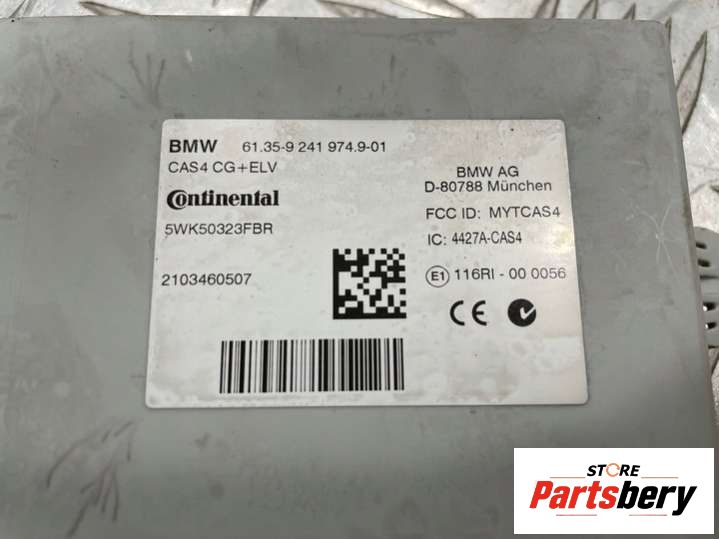 BMW 61.35-9 241 974.9-01
CAS4 CG+ELV
Continental
5WK50323FBR
2103460507
BMW AG
D-80788 München
FCC ID: MYTCAS4
IC: 4427A-CAS4
E1 116RI - 00 0056
CE
STORE
Partsbery